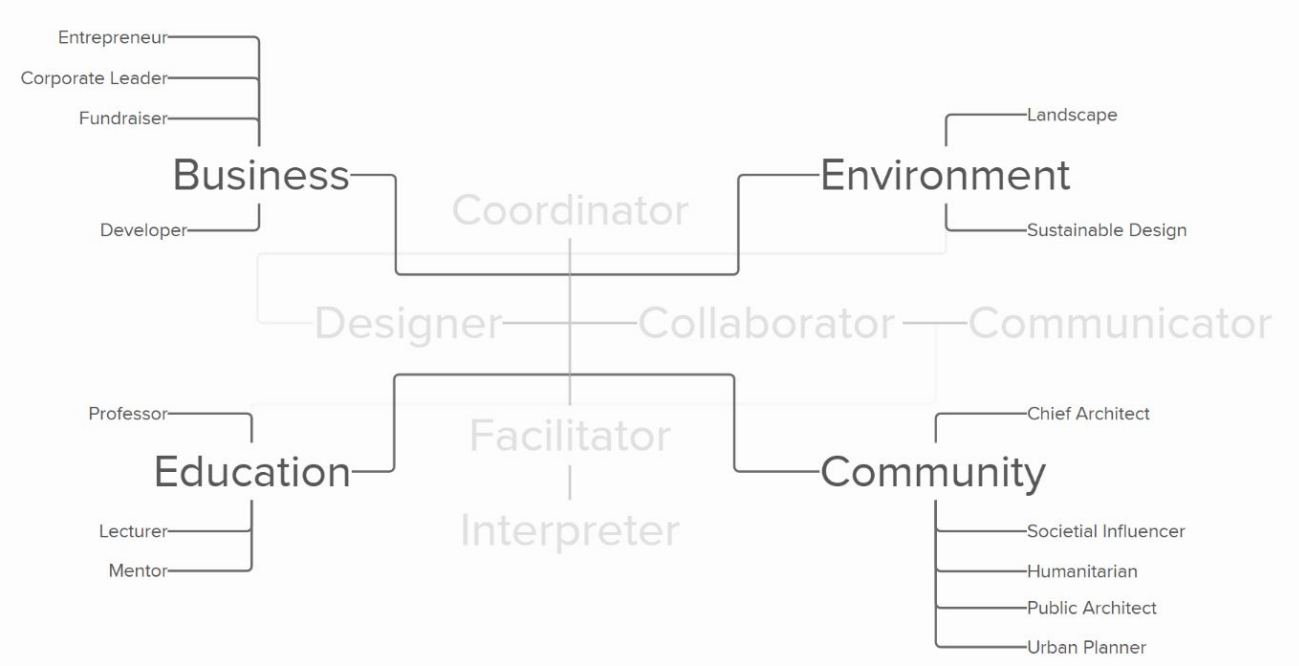 Entrepreneur
Corporate Leader
Fundraiser
Business
Developer
Landscape
Environment
Sustainable Design
Coordinator
Designer
Collaborator
Communicator
Facilitator
Interpreter
Professor
Education
Lecturer
Mentor
Chief Architect
Community
Societial Influencer
Humanitarian
Public Architect
Urban Planner